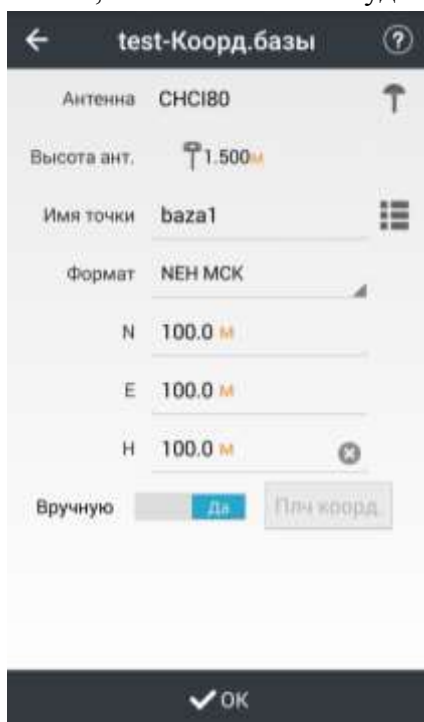 test-Коорд.базы ?
Антенна CHCI80
Высота ант. 1.500м
Имя точки baza1
Формат NEH МСК
N 100.0 м
E 100.0 м
H 100.0 м
Вручную Да Плч коорд.
ОК